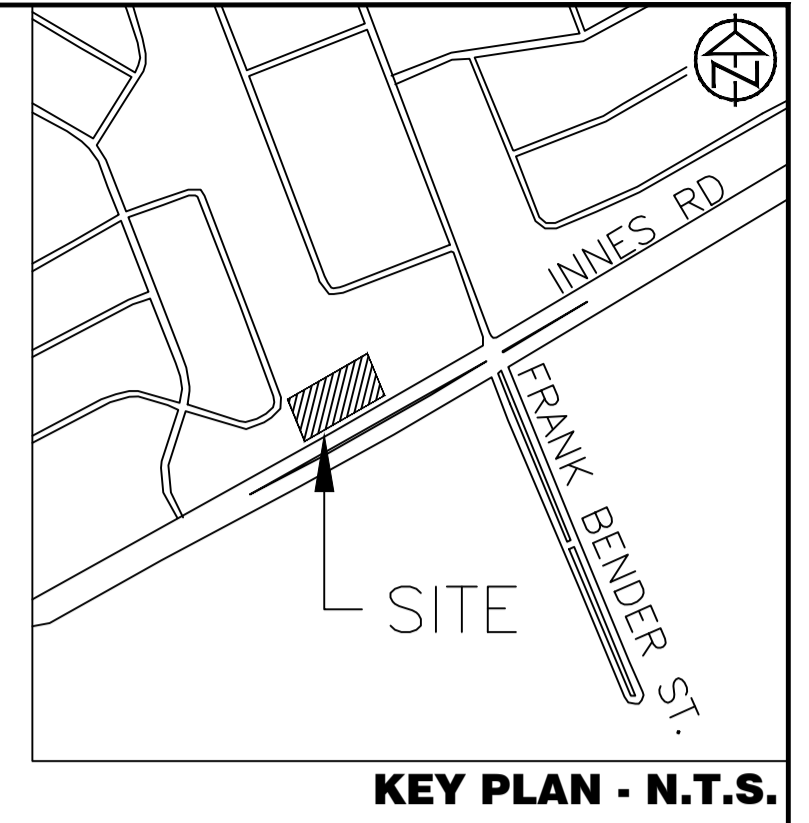 N
INNES RD
FRANK BENDER ST.
SITE
KEY PLAN - N.T.S.